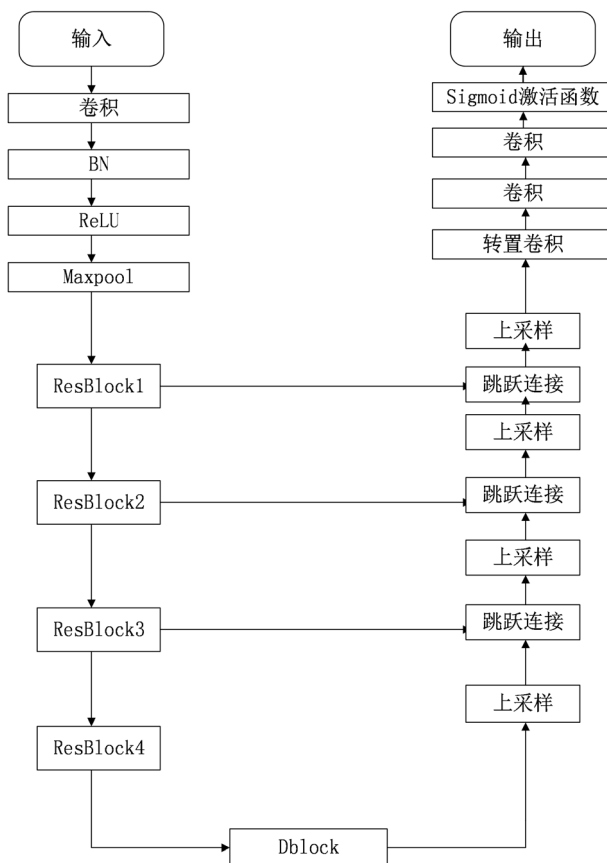 输入
卷积
BN
ReLU
Maxpool
ResBlock1
ResBlock2
ResBlock3
ResBlock4
Dblock
输出
Sigmoid激活函数
卷积
卷积
转置卷积
上采样
跳跃连接
上采样
跳跃连接
上采样
跳跃连接
上采样